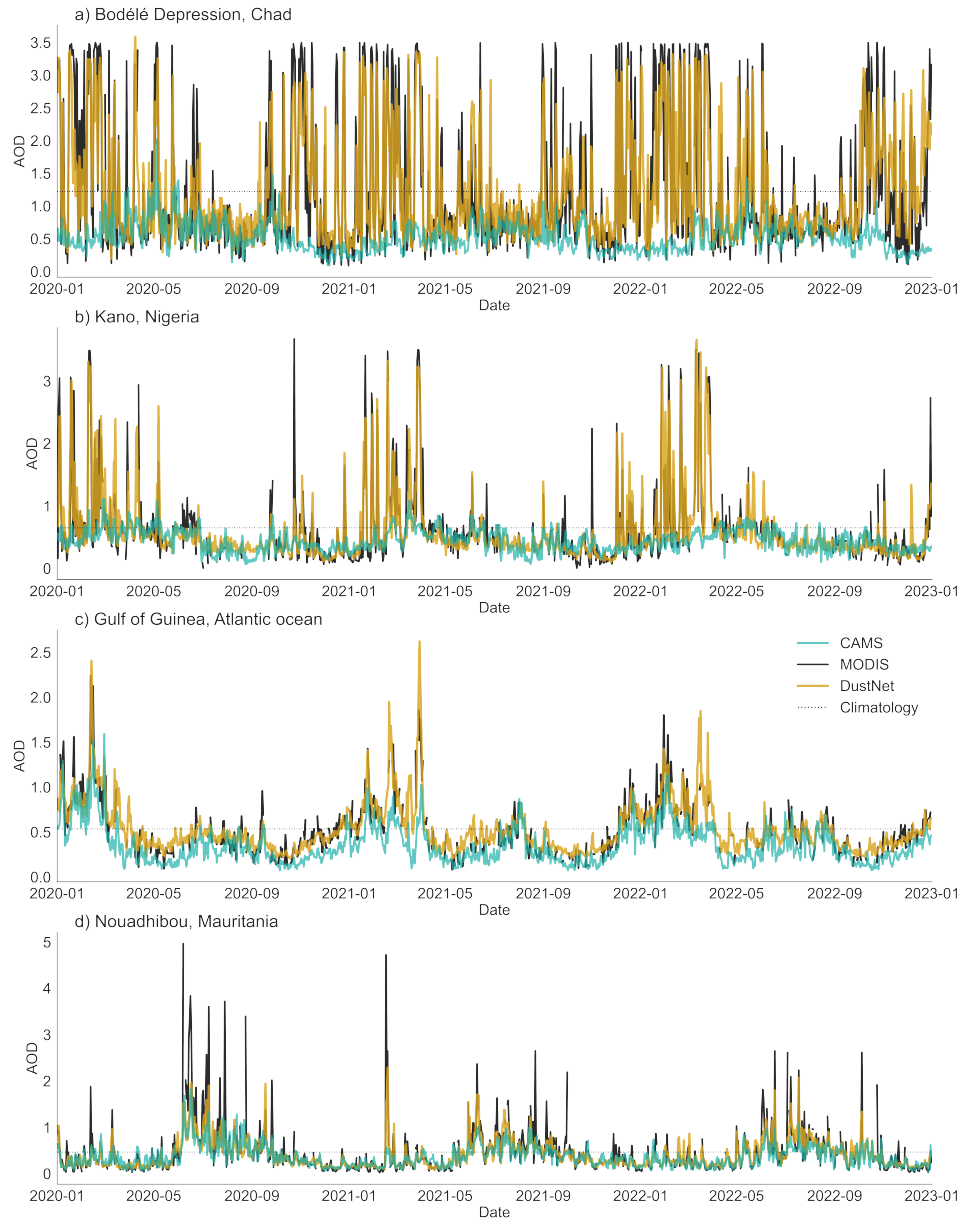 a) Bodélé Depression, Chad
3.5
3.0
2.5
2.0
1.5
1.0
0.5
0.0
AOD
2020-01 2020-05 2020-09 2021-01 2021-05 2021-09 2022-01 2022-05 2022-09 2023-01
Date
b) Kano, Nigeria
3
2
1
0
AOD
2020-01 2020-05 2020-09 2021-01 2021-05 2021-09 2022-01 2022-05 2022-09 2023-01
Date
c) Gulf of Guinea, Atlantic ocean
2.5
2.0
1.5
1.0
0.5
0.0
AOD
CAMS
MODIS
DustNet
Climatology
2020-01 2020-05 2020-09 2021-01 2021-05 2021-09 2022-01 2022-05 2022-09 2023-01
Date
d) Nouadhibou, Mauritania
5
4
3
2
1
0
AOD
2020-01 2020-05 2020-09 2021-01 2021-05 2021-09 2022-01 2022-05 2022-09 2023-01
Date